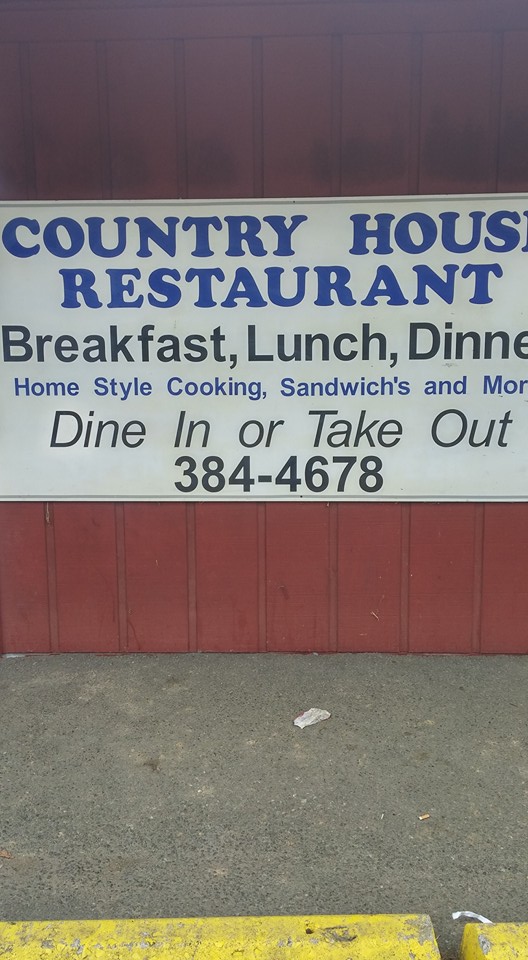 COUNTRY HOUS
RESTAURANT
Breakfast, Lunch, Dinne
Home Style Cooking, Sandwich's and Mor
Dine In or Take Out
384-4678